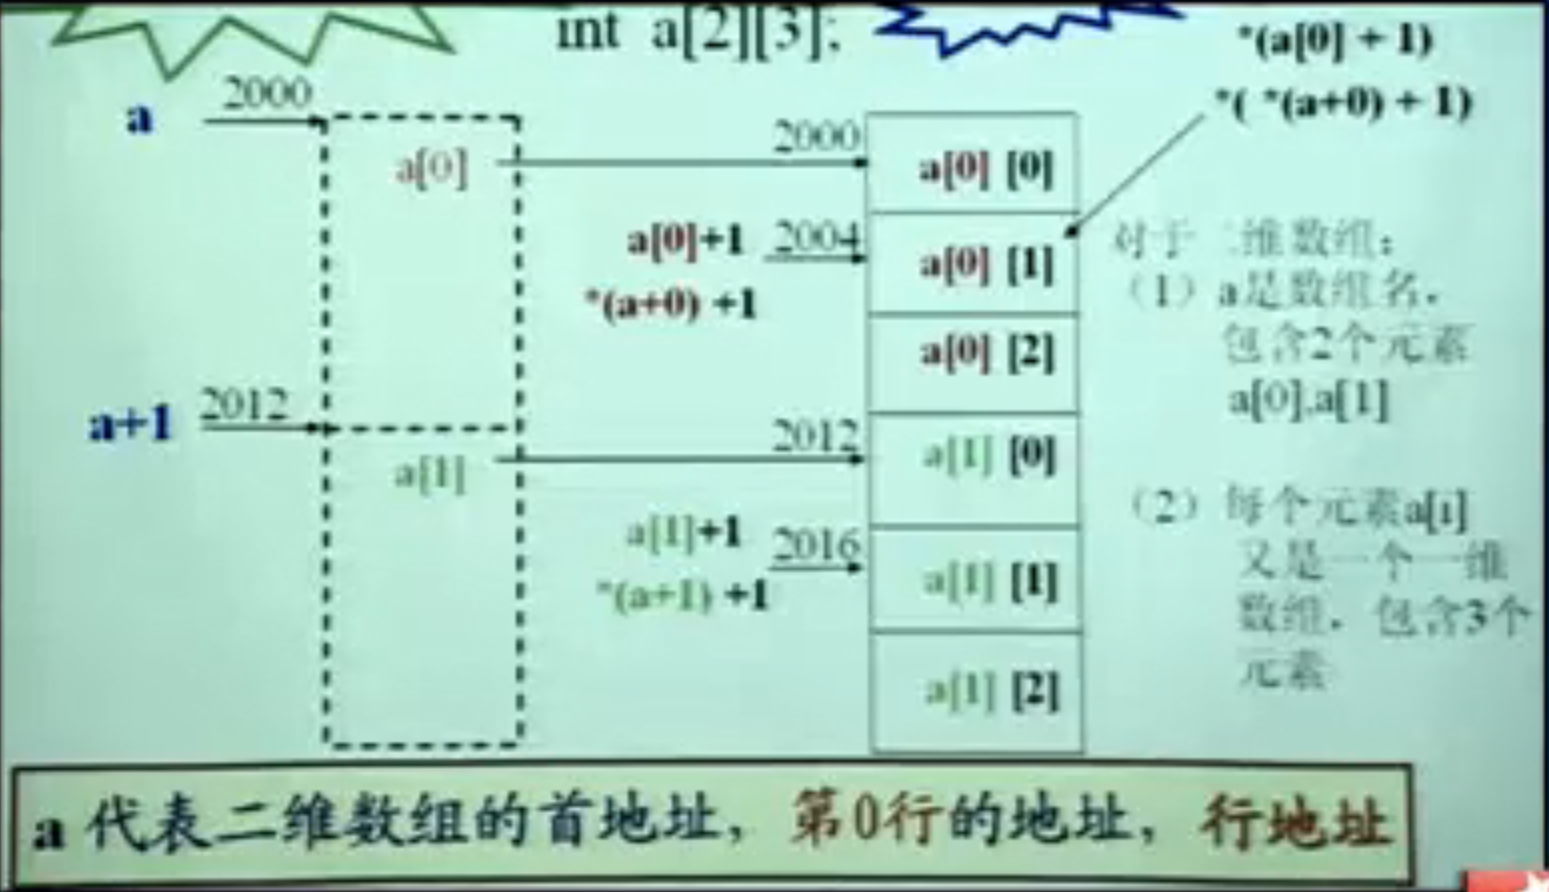 int a[2][3];
*(a[0] + 1)
*( *(a+0) + 1)
a
2000
a[0]
2000
a[0] [0]
a[0]+1
2004
*(a+0) +1
a[0] [1]
a[0] [2]
a+1
2012
a[1]
2012
a[1] [0]
a[1]+1
2016
*(a+1) +1
a[1] [1]
a[1] [2]
对于二维数组:
（1）a是数组名,
包含2个元素
a[0],a[1]
（2）每个元素a[i]
又是一个一维
数组，包含3个
元素
a 代表二维数组的首地址，第0行的地址，行地址